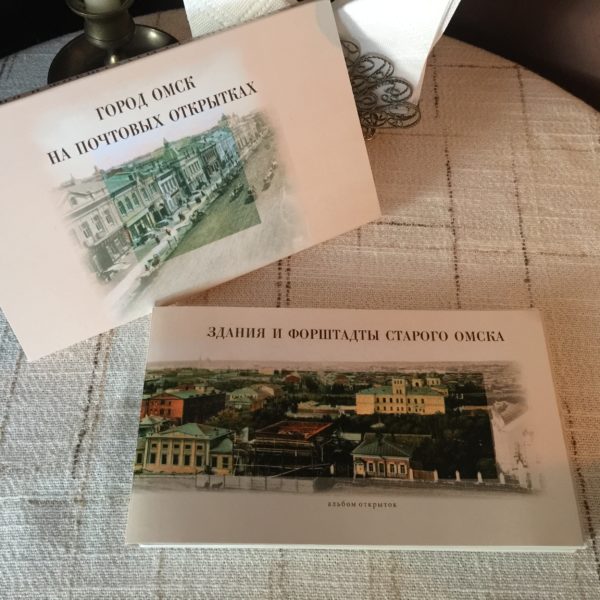 ГОРОД ОМСК
НА ПОЧТОВЫХ ОТКРЫТКАХ
ЗДАНИЯ И ФОРШТАДТЫ СТАРОГО ОМСКА
альбом открыток